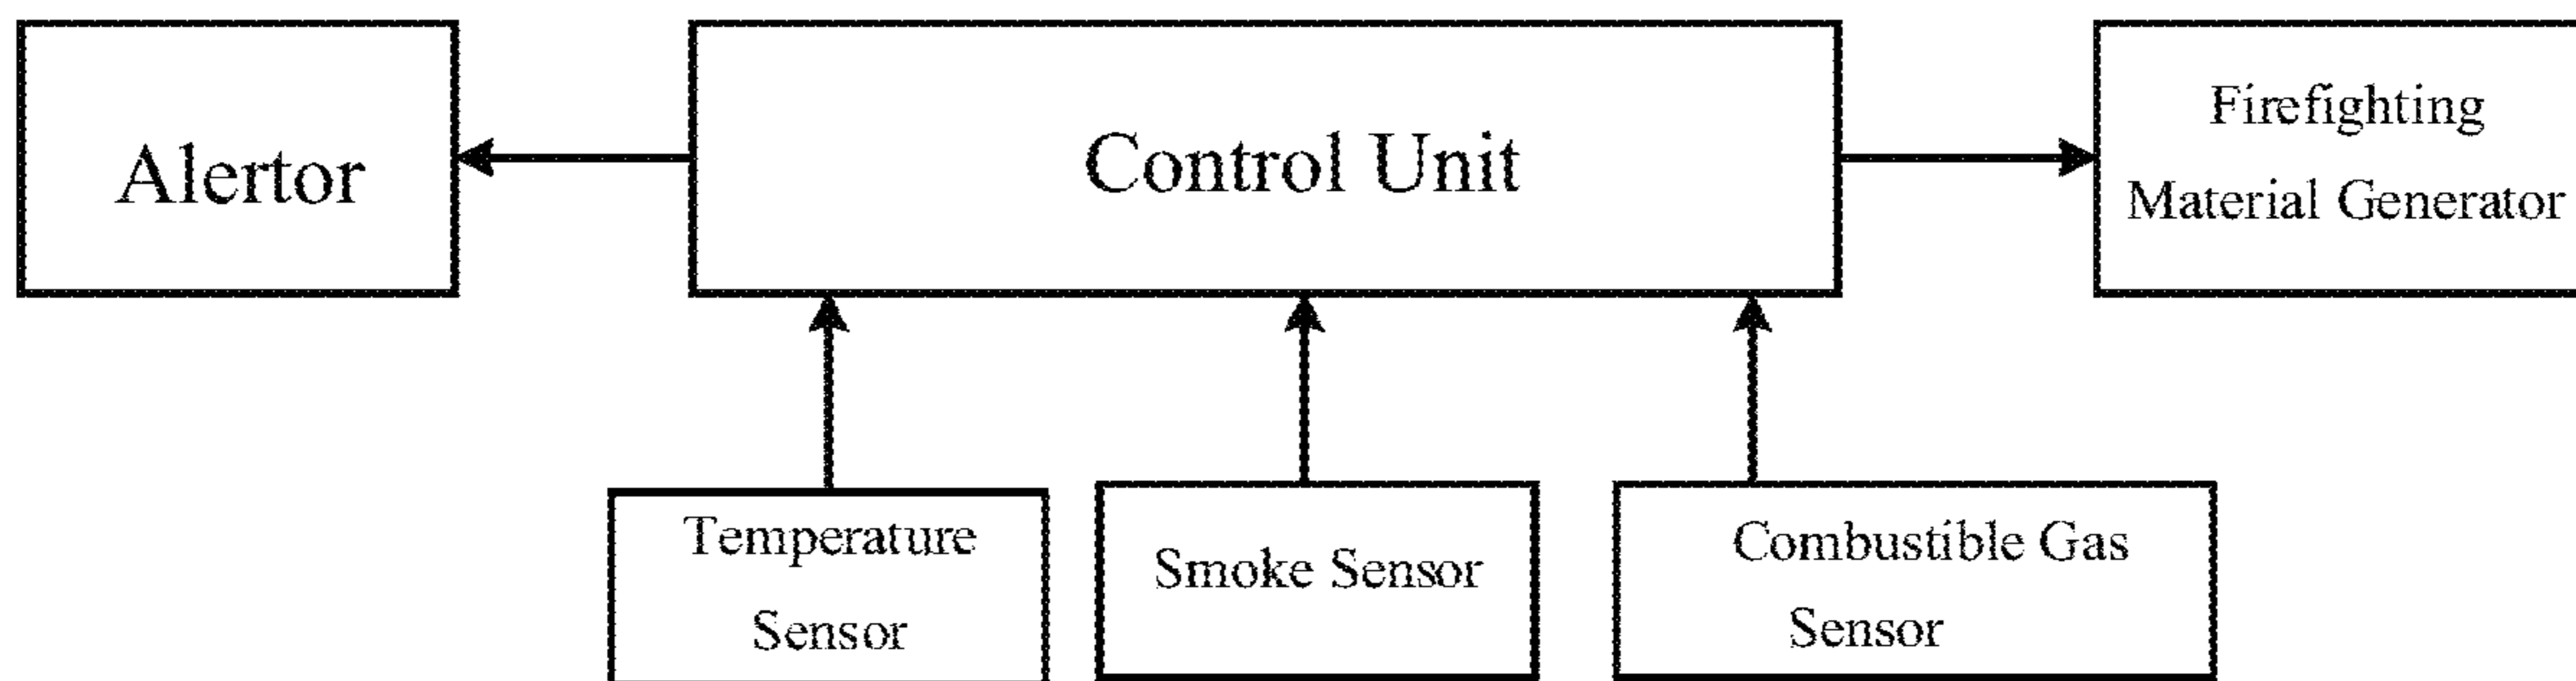 Alertor
Control Unit
Firefighting
Material Generator
Temperature
Sensor
Smoke Sensor
Combustible Gas
Sensor